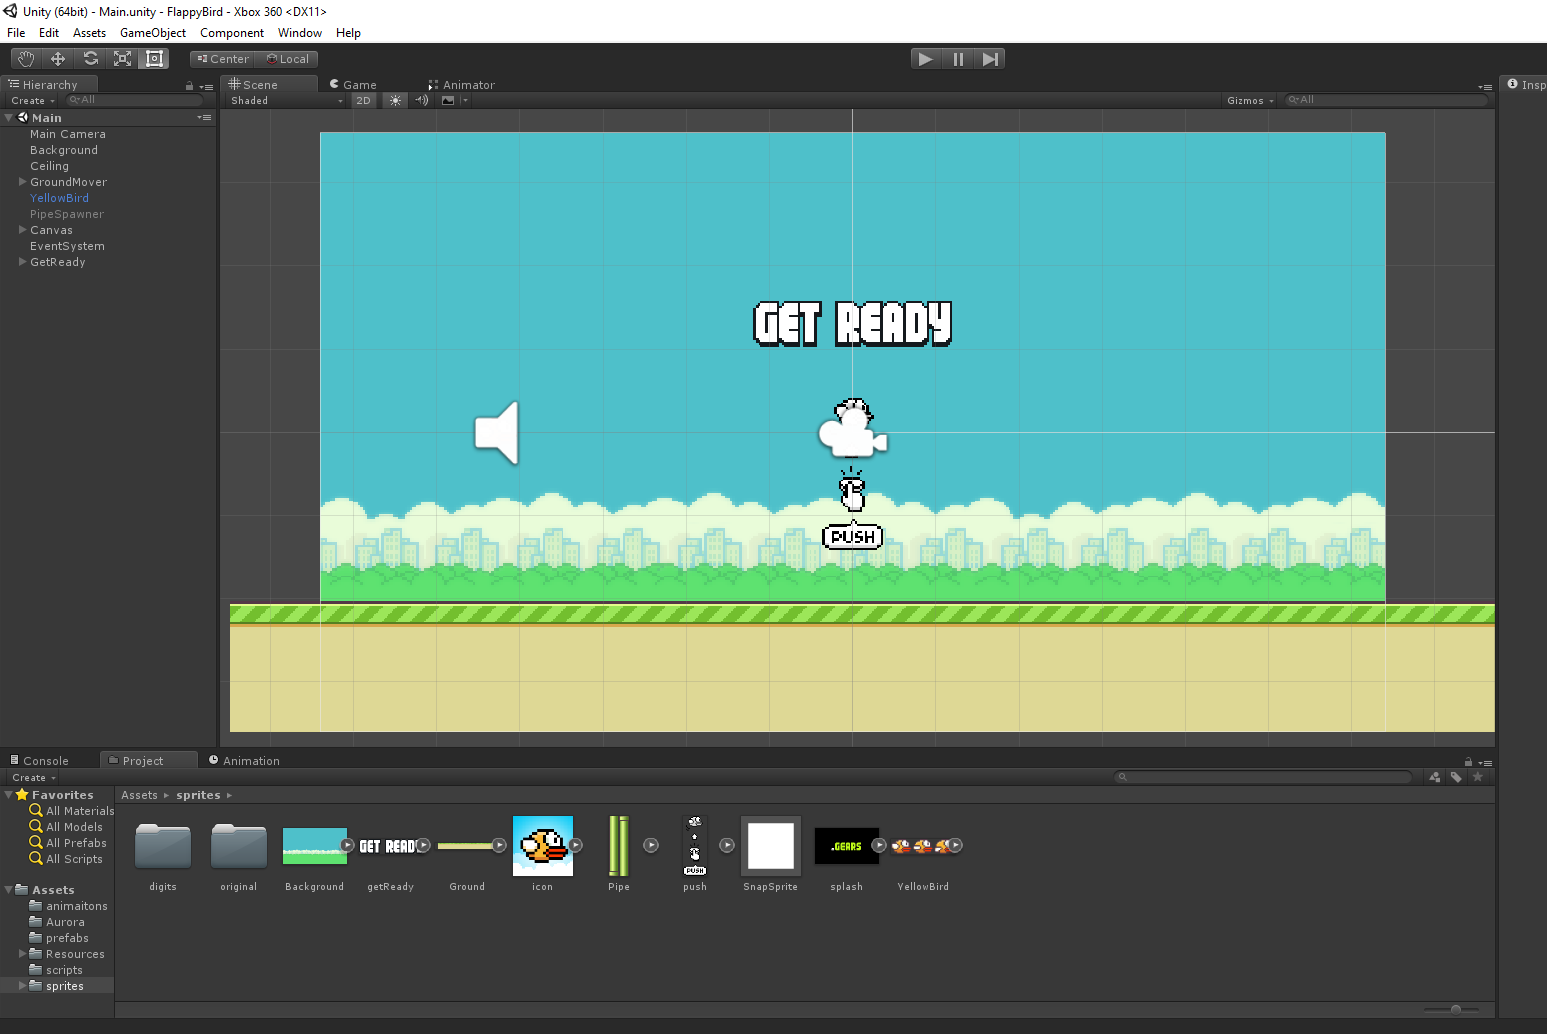 Unity (64bit) - Main.unity - FlappyBird - Xbox 360 <DX11>
File Edit Assets GameObject Component Window Help
Center Local
Hierarchy
Create All
Main
Main Camera
Background
Ceiling
GroundMover
YellowBird
PipeSpawner
Canvas
EventSystem
GetReady
Scene Game Animator
Shaded 2D Gizmos All
GET READY
PUSH
Insp
Console Project Animation
Create
Favorites
All Materials
All Models
All Prefabs
All Scripts
Assets
animaitons
Aurora
prefabs
Resources
scripts
sprites
Assets sprites
GET READ
PUSH
.GEARS
digits original Background getReady Ground icon Pipe push SnapSprite splash YellowBird